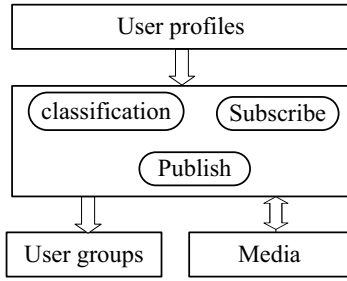 User profiles
classification
Subscribe
Publish
User groups
Media